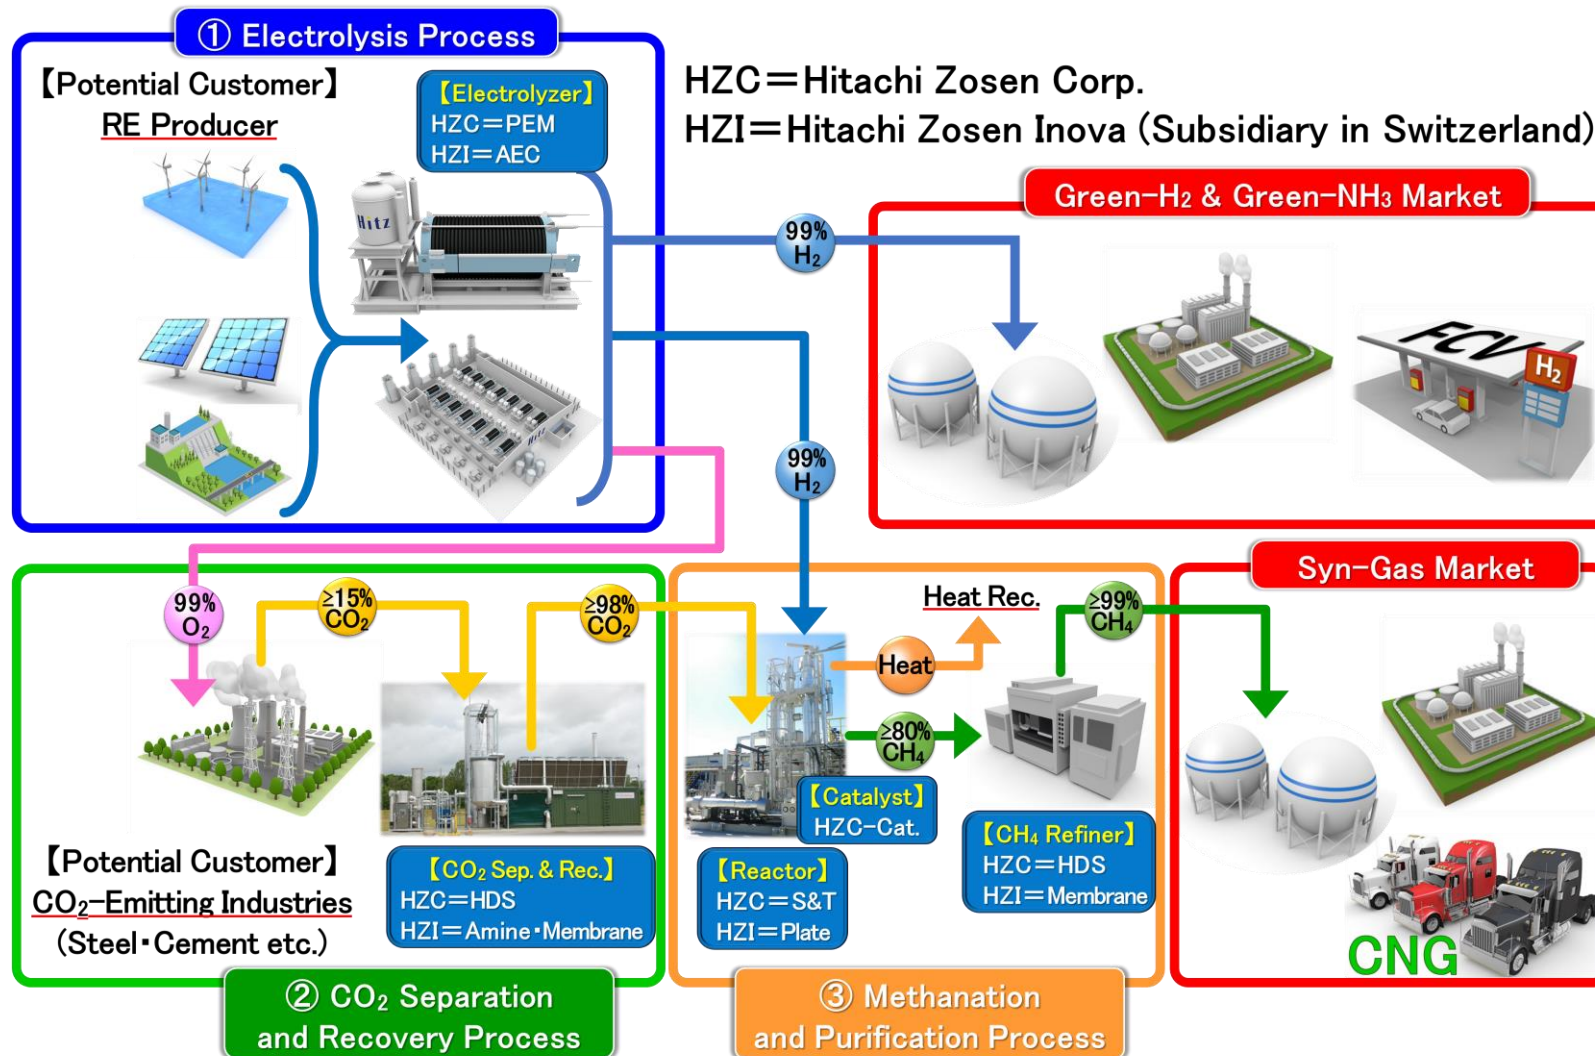 ① Electrolysis Process
【Potential Customer】
RE Producer
【Electrolyzer】
HZC＝PEM
HZI＝AEC
Hitz
Hitz
HZC＝Hitachi Zosen Corp.
HZI＝Hitachi Zosen Inova (Subsidiary in Switzerland)
Green-H₂ & Green-NH₃ Market
99%
H₂
FCV
H₂
99%
H₂
99%
O₂
≥15%
CO₂
≥98%
CO₂
【Potential Customer】
CO₂-Emitting Industries
(Steel・Cement etc.)
【CO₂ Sep. & Rec.】
HZC＝HDS
HZI＝Amine・Membrane
② CO₂ Separation
and Recovery Process
Heat Rec.
Heat
≥80%
CH₄
≥99%
CH₄
【Catalyst】
HZC-Cat.
【Reactor】
HZC＝S&T
HZI＝Plate
【CH₄ Refiner】
HZC＝HDS
HZI＝Membrane
③ Methanation
and Purification Process
Syn-Gas Market
CNG